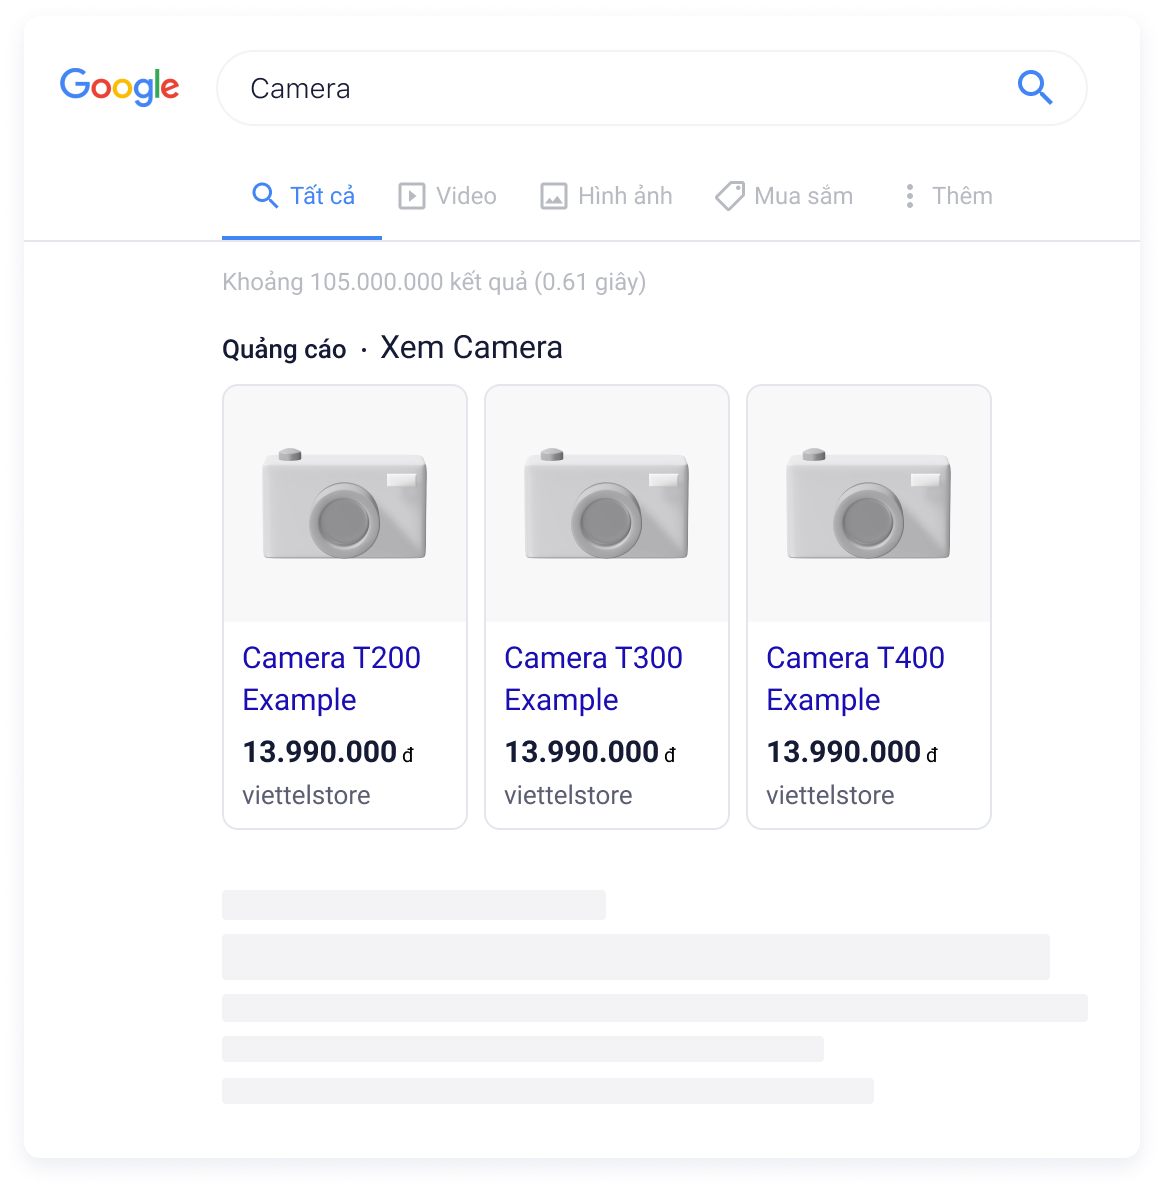 Google
Camera
Tất cả
Video
Hình ảnh
Mua sắm
Thêm
Khoảng 105.000.000 kết quả (0.61 giây)
Quảng cáo · Xem Camera
Camera T200
Example
13.990.000 đ
viettelstore
Camera T300
Example
13.990.000 đ
viettelstore
Camera T400
Example
13.990.000 đ
viettelstore